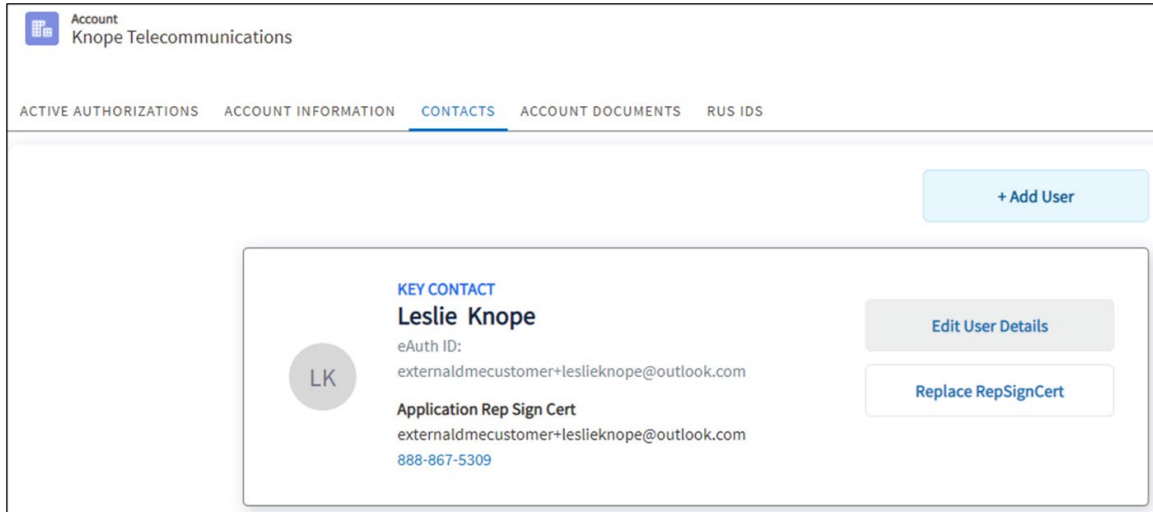 Account
Knope Telecommunications
ACTIVE AUTHORIZATIONS ACCOUNT INFORMATION CONTACTS ACCOUNT DOCUMENTS RUS IDS
+ Add User
KEY CONTACT
Leslie Knope
eAuth ID:
externaldmecustomer+leslieknope@outlook.com
LK
Application Rep Sign Cert
externaldmecustomer+leslieknope@outlook.com
888-867-5309
Edit User Details
Replace RepSignCert